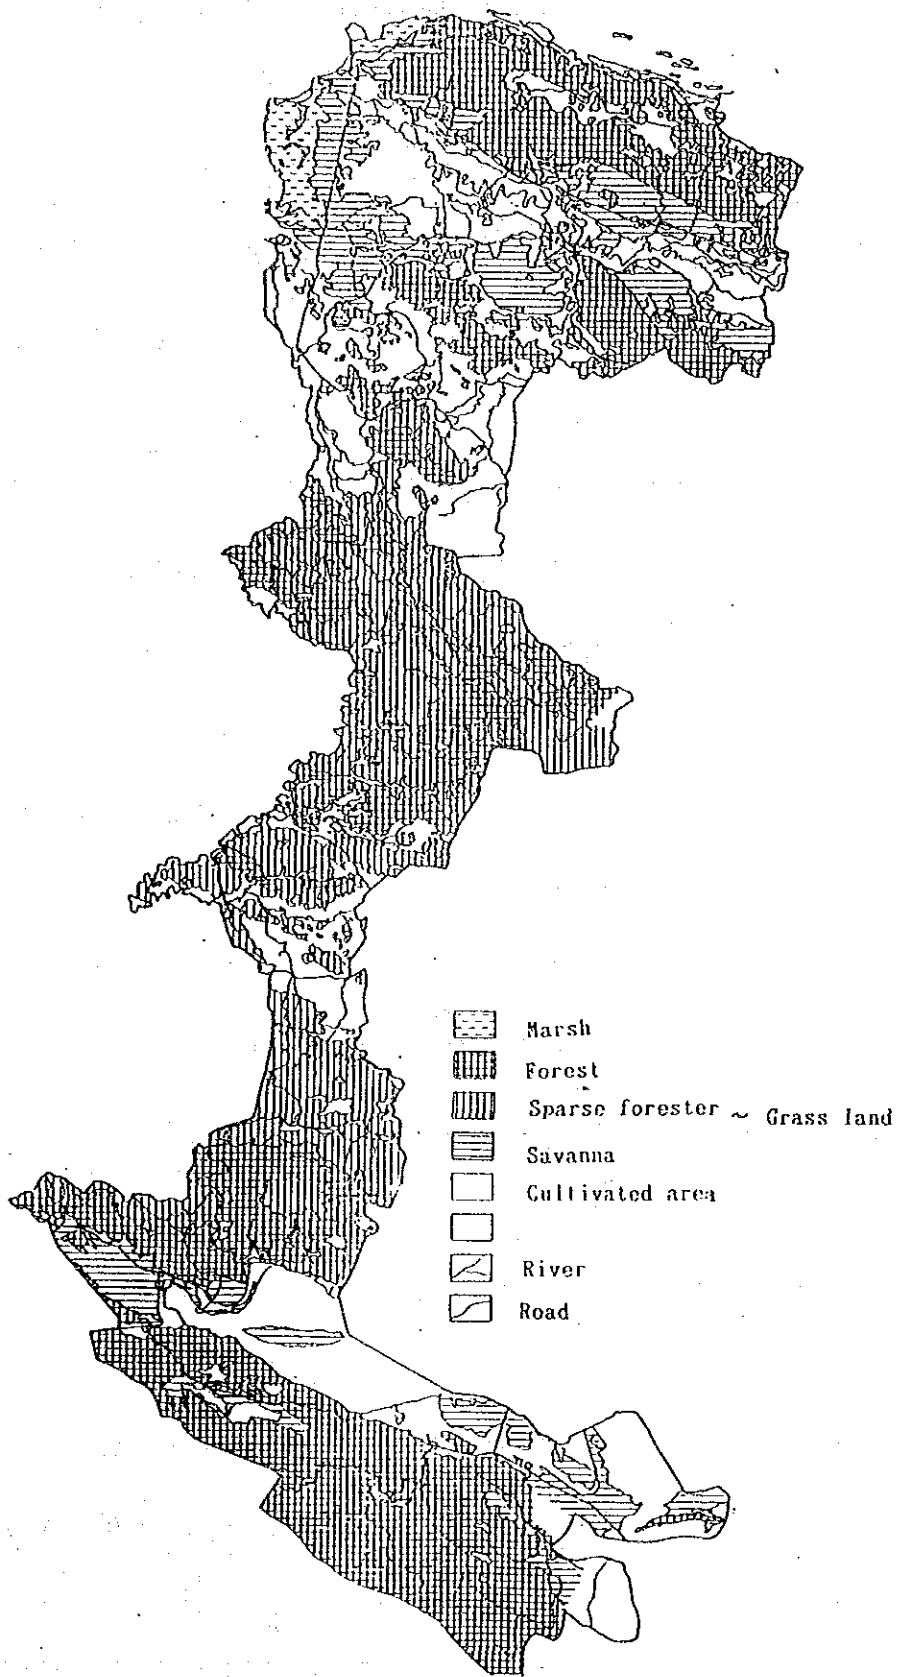 Marsh
Forest
Sparse forester ~ Grass land
Savanna
Cultivated area
River
Road